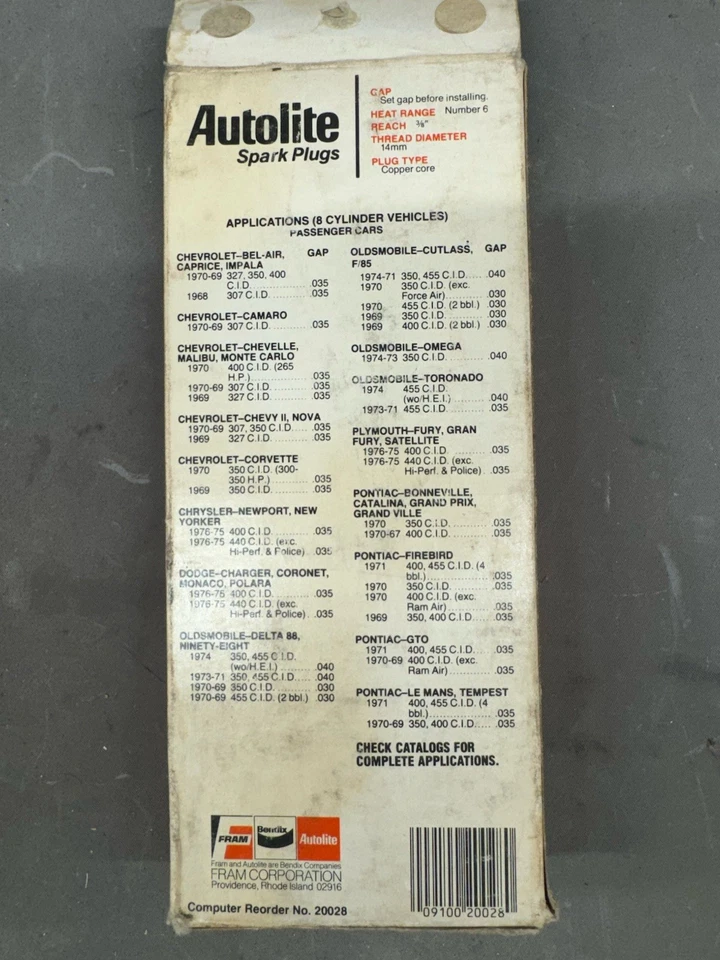 Autolite
Spark Plugs
GAP
Set gap before installing.
HEAT RANGE Number 6
REACH ⅜"
THREAD DIAMETER
14mm
PLUG TYPE
Copper core
APPLICATIONS (8 CYLINDER VEHICLES)
PASSENGER CARS
CHEVROLET–BEL-AIR, GAP
CAPRICE, IMPALA
1970-69 327, 350, 400
C.I.D. .035
1968 307 C.I.D. .035
CHEVROLET–CAMARO
1970-69 307 C.I.D. .035
CHEVROLET–CHEVELLE,
MALIBU, MONTE CARLO
1970 400 C.I.D. (265
H.P.) .035
1970-69 307 C.I.D. .035
1969 327 C.I.D. .035
CHEVROLET–CHEVY II, NOVA
1970-69 307, 350 C.I.D. .035
1969 327 C.I.D. .035
CHEVROLET–CORVETTE
1970 350 C.I.D. (300-
350 H.P.) .035
1969 350 C.I.D. .035
CHRYSLER–NEWPORT, NEW
YORKER
1976-75 400 C.I.D. .035
1976-75 440 C.I.D. (exc.
Hi-Perf. & Police) .035
DODGE–CHARGER, CORONET,
MONACO, POLARA
1976-75 400 C.I.D. .035
1976-75 440 C.I.D. (exc.
Hi-Perf. & Police) .035
OLDSMOBILE–DELTA 88,
NINETY-EIGHT
1974 350, 455 C.I.D.
(wo/H.E.I.) .040
1973-71 350, 455 C.I.D. .040
1970-69 350 C.I.D. .030
1970-69 455 C.I.D. (2 bbl.) .030
OLDSMOBILE–CUTLASS, GAP
F/85
1974-71 350, 455 C.I.D. .040
1970 350 C.I.D. (exc.
Force Air) .030
1970 455 C.I.D. (2 bbl.) .030
1969 350 C.I.D. .030
1969 400 C.I.D. (2 bbl.) .030
OLDSMOBILE–OMEGA
1974-73 350 C.I.D. .040
OLDSMOBILE–TORONADO
1974 455 C.I.D.
(wo/H.E.I.) .040
1973-71 455 C.I.D. .035
PLYMOUTH–FURY, GRAN
FURY, SATELLITE
1976-75 400 C.I.D. .035
1976-75 440 C.I.D. (exc.
Hi-Perf. & Police) .035
PONTIAC–BONNEVILLE,
CATALINA, GRAND PRIX,
GRAND VILLE
1970 350 C.I.D. .035
1970-67 400 C.I.D. .035
PONTIAC–FIREBIRD
1971 400, 455 C.I.D. (4
bbl.) .035
1970 350 C.I.D. .035
1970 400 C.I.D. (exc.
Ram Air) .035
1969 350, 400 C.I.D. .035
PONTIAC–GTO
1971 400, 455 C.I.D. .035
1970-69 400 C.I.D. (exc.
Ram Air) .035
PONTIAC–LE MANS, TEMPEST
1971 400, 455 C.I.D. (4
bbl.) .035
1970-69 350, 400 C.I.D. .035
CHECK CATALOGS FOR
COMPLETE APPLICATIONS.
FRAM Bendix Autolite
Fram and Autolite are Bendix Companies
FRAM CORPORATION
Providence, Rhode Island 02916
Computer Reorder No. 20028
09100 20028